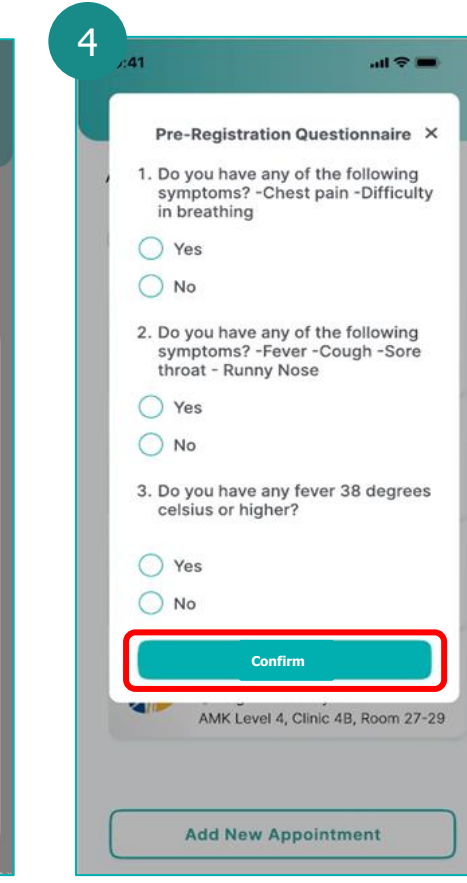 4
:41
Pre-Registration Questionnaire ×
1. Do you have any of the following
symptoms? -Chest pain -Difficulty
in breathing
Yes
No
2. Do you have any of the following
symptoms? -Fever -Cough -Sore
throat - Runny Nose
Yes
No
3. Do you have any fever 38 degrees
celsius or higher?
Yes
No
Confirm
AMK Level 4, Clinic 4B, Room 27-29
Add New Appointment